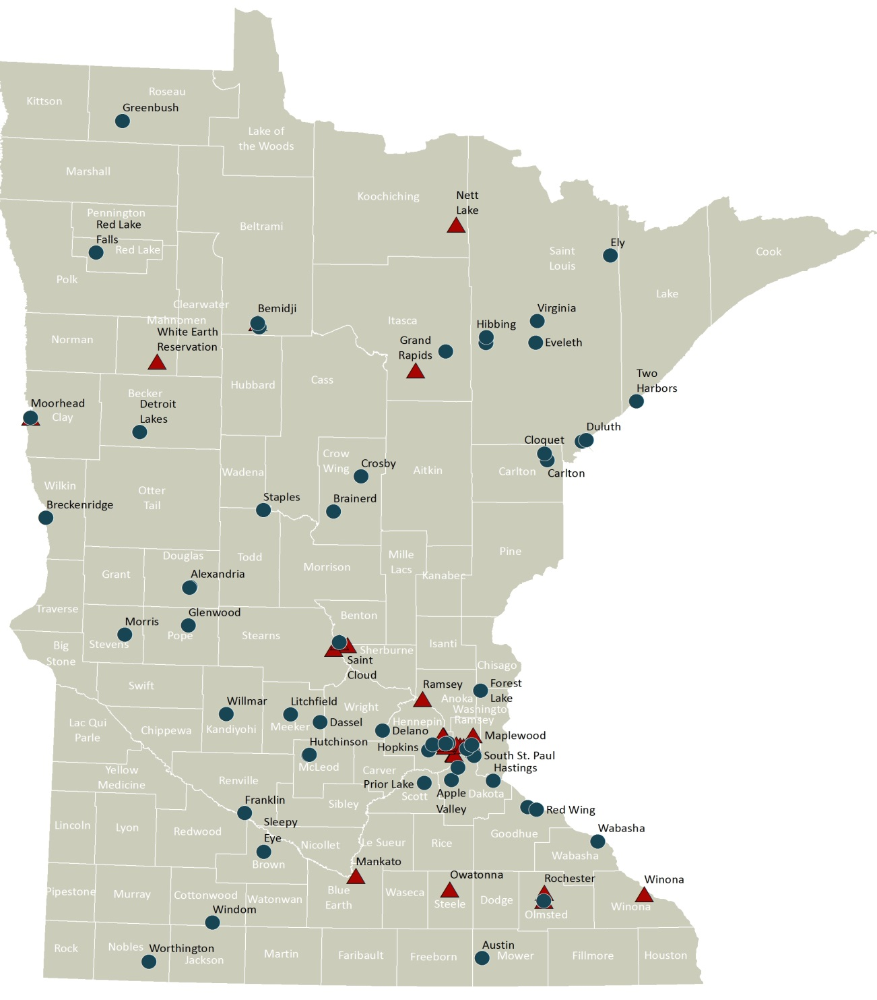 Kittson
Roseau
Greenbush
Lake of
the Woods
Marshall
Koochiching
Nett
Lake
Pennington
Red Lake
Falls
Red Lake
Beltrami
Ely
Saint
Louis
Cook
Polk
Lake
Clearwater
Bemidji
Mahnomen
White Earth
Reservation
Norman
Itasca
Grand
Rapids
Hibbing
Virginia
Eveleth
Two
Harbors
Hubbard
Cass
Becker
Detroit
Lakes
Moorhead
Clay
Duluth
Cloquet
Carlton
Carlton
Crow
Wing
Crosby
Aitkin
Wadena
Wilkin
Otter
Tail
Breckenridge
Staples
Brainerd
Douglas
Todd
Morrison
Mille
Lacs
Pine
Grant
Alexandria
Kanabec
Traverse
Glenwood
Morris
Pope
Stevens
Stearns
Benton
Big
Stone
Sherburne
Saint
Cloud
Isanti
Chisago
Swift
Ramsey
Forest
Lake
Anoka
Willmar
Kandiyohi
Litchfield
Meeker
Dassel
Wright
Washingto
Ramsey
Hennepin
Lac Qui
Parle
Chippewa
Delano
Maplewood
Hutchinson
McLeod
Hopkins
South St. Paul
Hastings
Yellow
Medicine
Renville
Carver
Prior Lake
Scott
Apple
Valley
Dakota
Franklin
Sibley
Red Wing
Lincoln
Lyon
Redwood
Sleepy
Eye
Brown
Nicollet
Le Sueur
Rice
Goodhue
Wabasha
Wabasha
Mankato
Owatonna
Rochester
Winona
Pipestone
Murray
Cottonwood
Watonwan
Blue
Earth
Waseca
Steele
Dodge
Olmsted
Winona
Windom
Rock
Nobles
Worthington
Jackson
Martin
Faribault
Freeborn
Austin
Mower
Fillmore
Houston